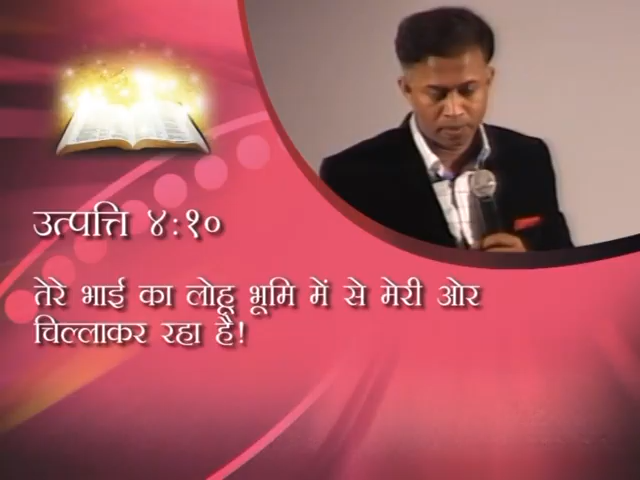 उत्पत्ति ४:१०
तेरे भाई का लोहू भूमि में से मेरी ओर
चिल्लाकर रहा है!